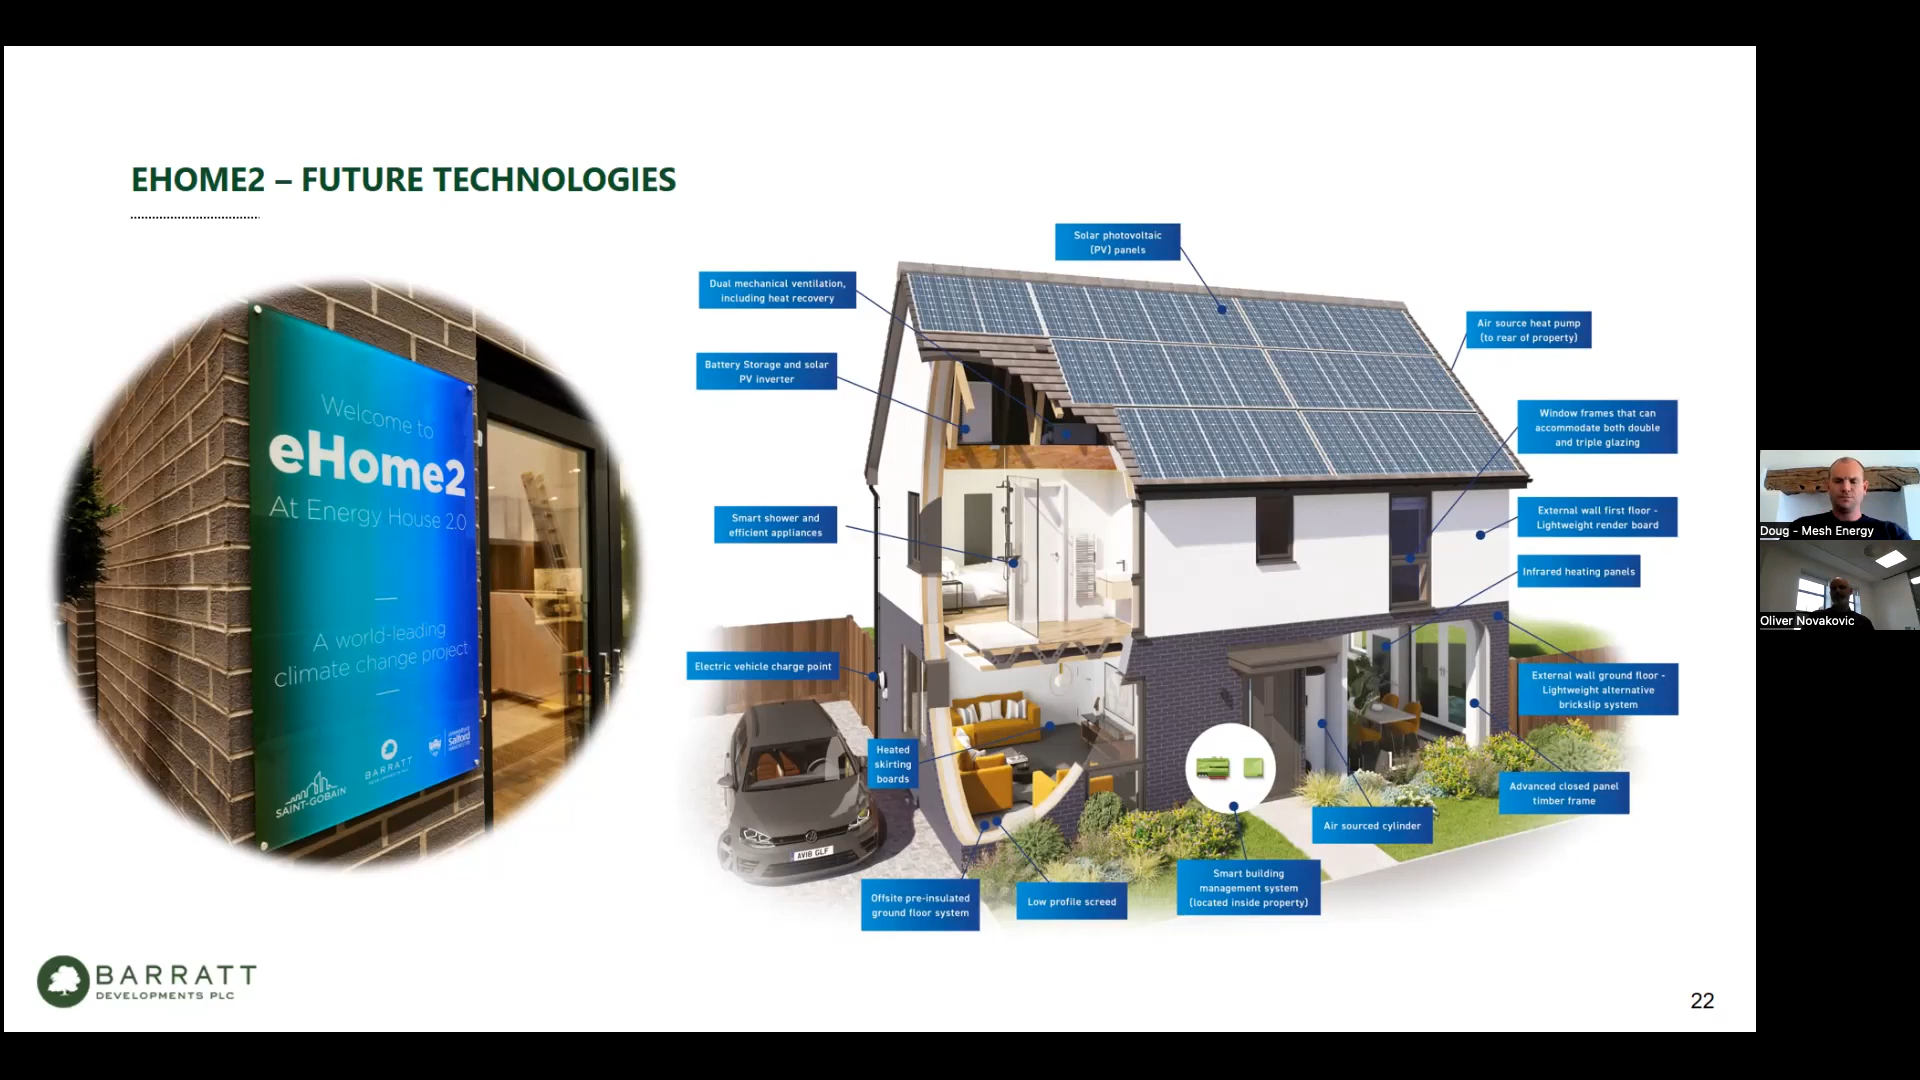 EHOME2 – FUTURE TECHNOLOGIES
Welcome to
eHome2
At Energy House 2.0
A world-leading
climate change project
SAINT-GOBAIN
BARRATT
Salford
Solar photovoltaic
(PV) panels
Dual mechanical ventilation,
including heat recovery
Battery Storage and solar
PV inverter
Smart shower and
efficient appliances
Electric vehicle charge point
Heated
skirting
boards
AV18 GLF
Offsite pre-insulated
ground floor system
Low profile screed
Smart building
management system
(located inside property)
Air sourced cylinder
Advanced closed panel
timber frame
External wall ground floor -
Lightweight alternative
brickslip system
Infrared heating panels
External wall first floor -
Lightweight render board
Window frames that can
accommodate both double
and triple glazing
Air source heat pump
(to rear of property)
BARRATT
DEVELOPMENTS PLC
22
Doug - Mesh Energy
Oliver Novakovic